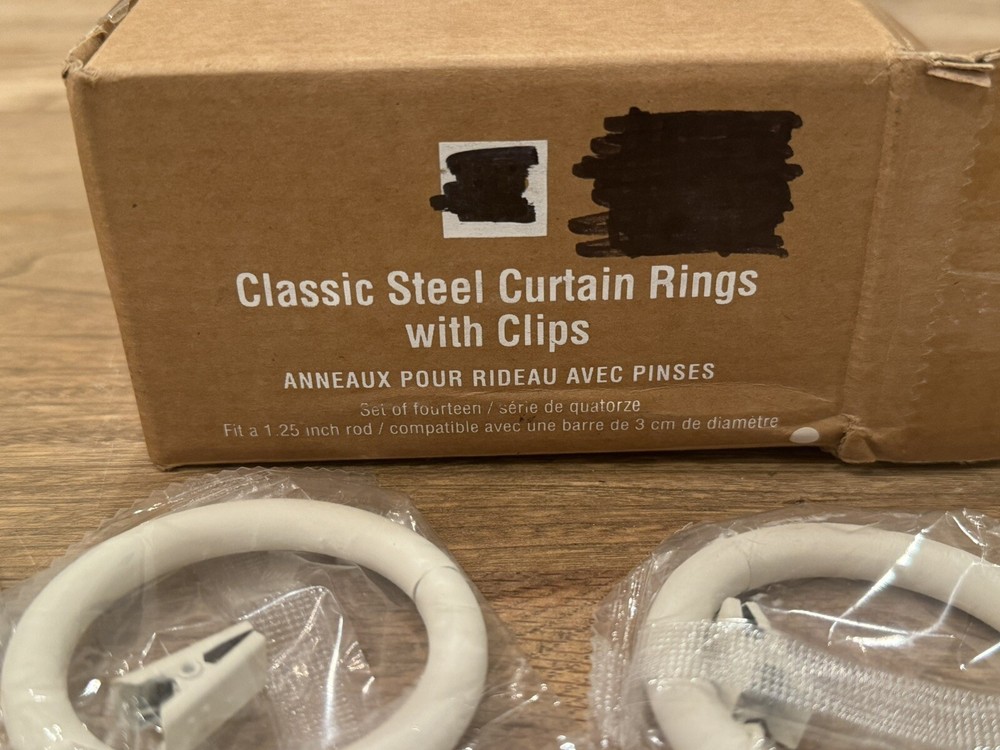 Classic Steel Curtain Rings
with Clips
ANNEAUX POUR RIDEAU AVEC PINSES
Set of fourteen / série de quatorze
Fit a 1.25 inch rod / compatible avec une barre de 3 cm de diamètre